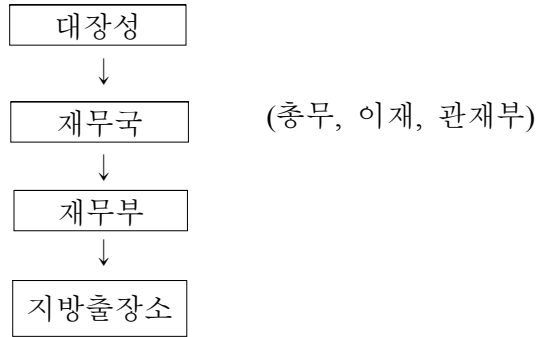 대장성
↓
재무국 (총무, 이재, 관재부)
↓
재무부
↓
지방출장소